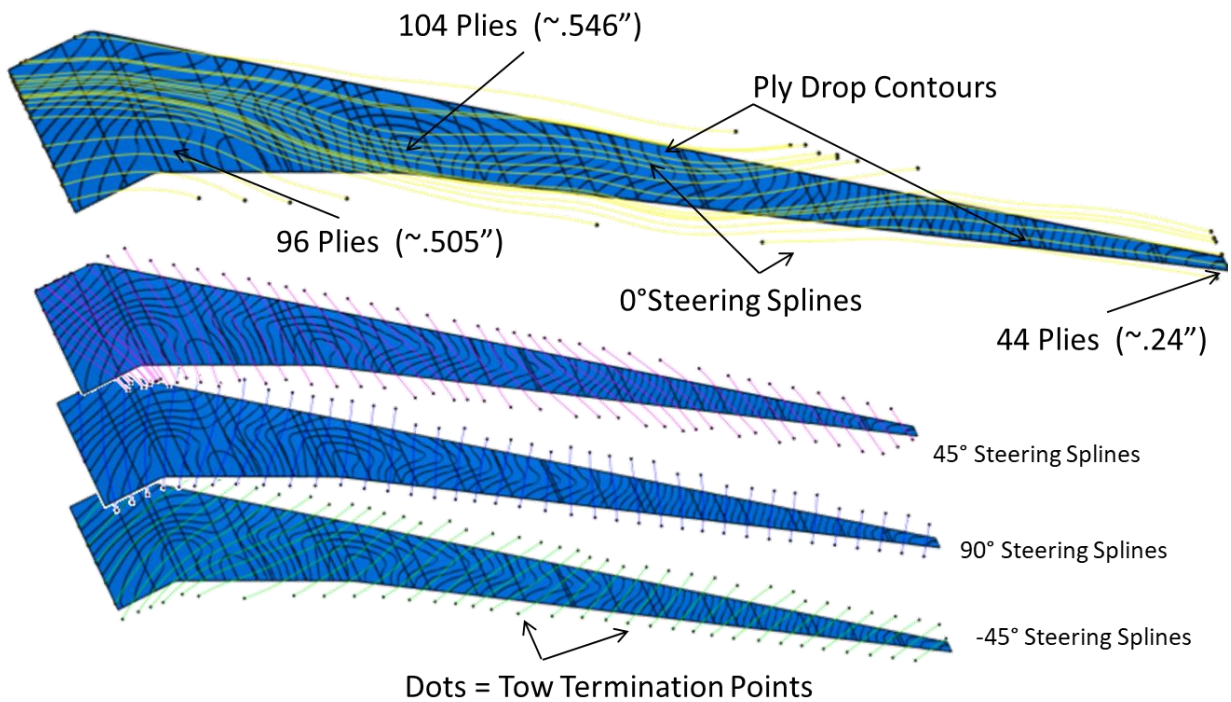 104 Plies  (~.546”)
Ply Drop Contours
96 Plies  (~.505”)
0°Steering Splines
44 Plies  (~.24”)
45° Steering Splines
90° Steering Splines
-45° Steering Splines
Dots = Tow Termination Points